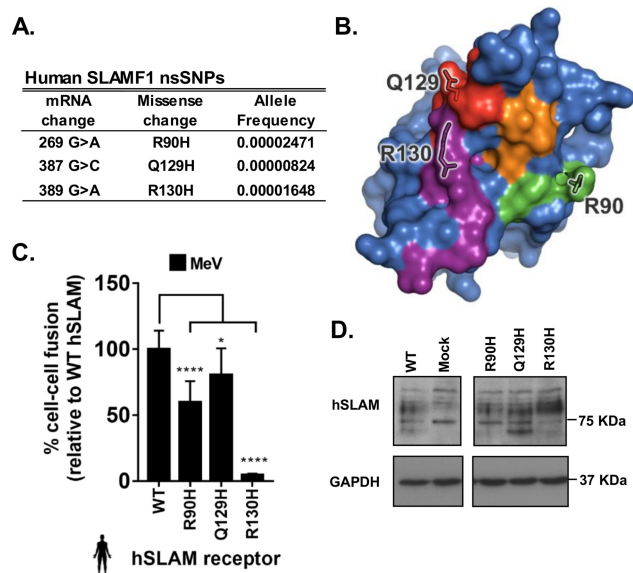 A.
Human SLAMF1 nsSNPs
mRNA change Missense change Allele Frequency
269 G>A R90H 0.00002471
387 G>C Q129H 0.00000824
389 G>A R130H 0.00001648
B.
Q129
R130
R90
C.
MeV
% cell-cell fusion
(relative to WT hSLAM)
150
100
50
0
****
*
****
WT
R90H
Q129H
R130H
hSLAM receptor
D.
WT
Mock
R90H
Q129H
R130H
hSLAM
75 KDa
GAPDH
37 KDa